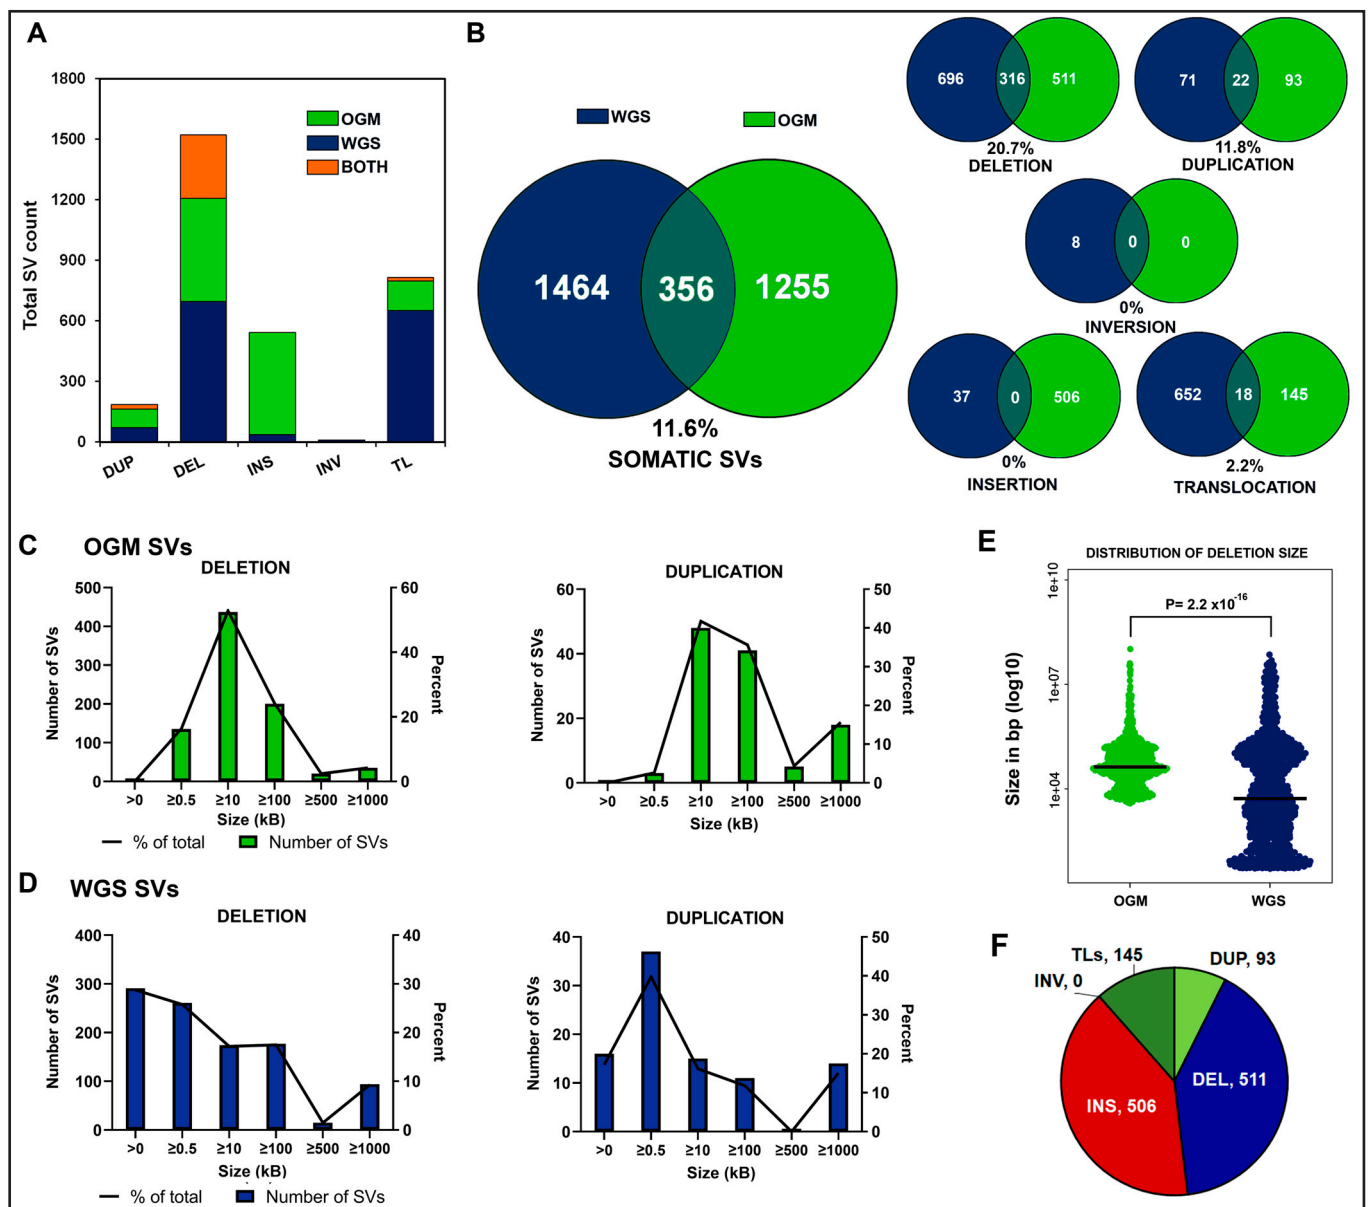 A
1800
1500
1200
900
600
300
0
Total SV count
OGM
WGS
BOTH
DUP
DEL
INS
INV
TL
B
WGS
OGM
1464
356
1255
11.6%
SOMATIC SVs
696
316
511
20.7%
DELETION
71
22
93
11.8%
DUPLICATION
8
0
0
0%
INVERSION
37
0
506
0%
INSERTION
652
18
145
2.2%
TRANSLOCATION
C
OGM SVs
DELETION
500
400
300
200
100
0
Number of SVs
60
40
20
0
Percent
>0
≥0.5
≥10
≥100
≥500
≥1000
Size (kB)
% of total
Number of SVs
DUPLICATION
60
40
20
0
Number of SVs
50
40
30
20
10
0
Percent
>0
≥0.5
≥10
≥100
≥500
≥1000
Size (kB)
D
WGS SVs
DELETION
400
300
200
100
0
Number of SVs
40
30
20
10
0
Percent
>0
≥0.5
≥10
≥100
≥500
≥1000
Size (kB)
% of total
Number of SVs
DUPLICATION
40
30
20
10
0
Number of SVs
50
40
30
20
10
0
Percent
>0
≥0.5
≥10
≥100
≥500
≥1000
Size (kB)
E
DISTRIBUTION OF DELETION SIZE
P= 2.2 x10-16
Size in bp (log10)
1e+10
1e+07
1e+04
OGM
WGS
F
TLs, 145
DUP, 93
INV, 0
DEL, 511
INS, 506